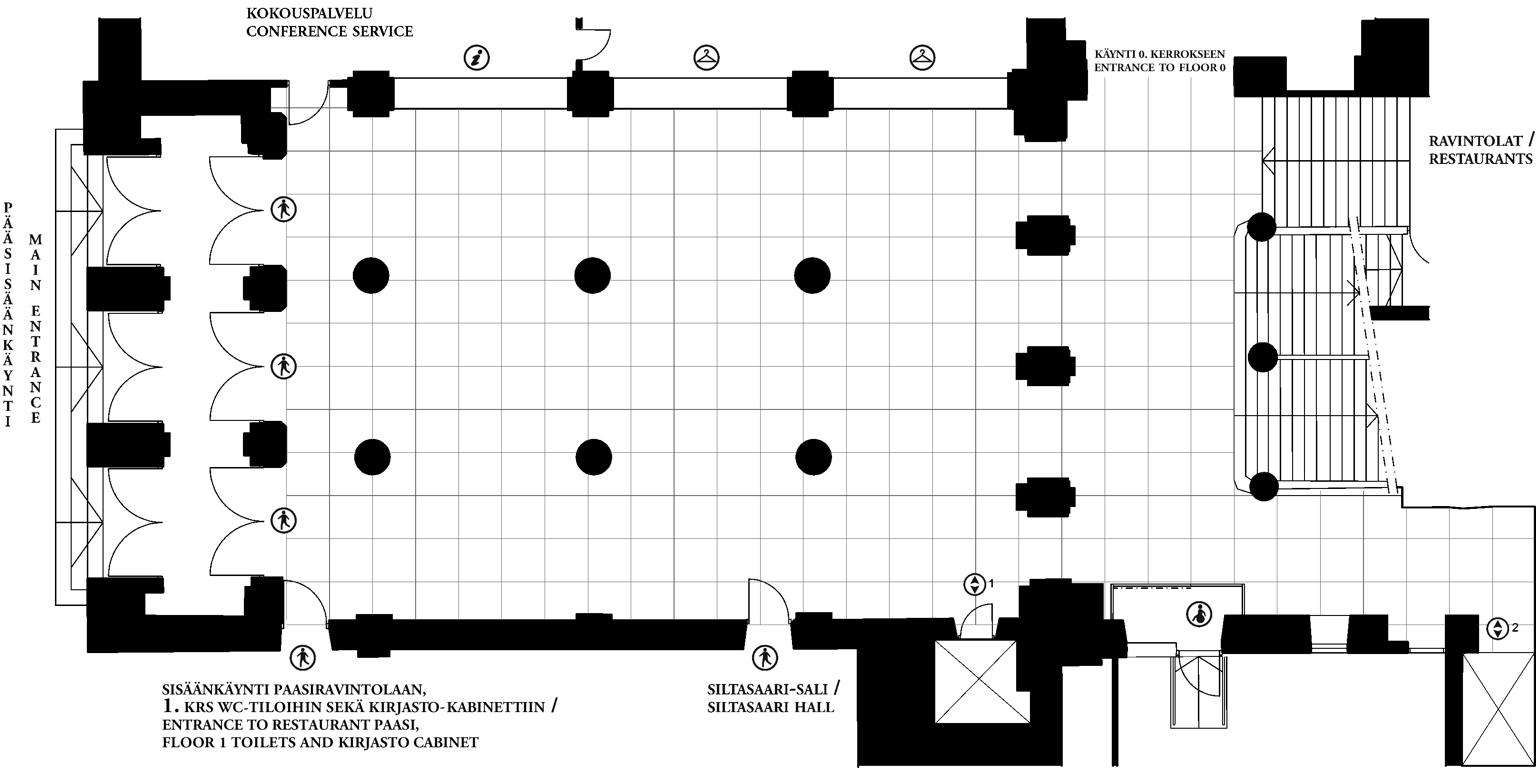 KOKOUSPALVELU
CONFERENCE SERVICE
i
KÄYNTI 0. KERROKSEEN
ENTRANCE TO FLOOR 0
RAVINTOLAT /
RESTAURANTS
PÄÄSISÄÄNKÄYNTI
MAIN ENTRANCE
1
2
SISÄÄNKÄYNTI PAASIRAVINTOLAAN,
1. KRS WC-TILOIHIN SEKÄ KIRJASTO-KABINETTIIN /
ENTRANCE TO RESTAURANT PAASI,
FLOOR 1 TOILETS AND KIRJASTO CABINET
SILTASAARI-SALI /
SILTASAARI HALL